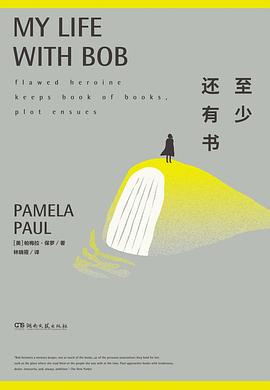 MY LIFE
WITH BOB
flawed heroine
keeps book of books,
plot ensues
至少
还有书
PAMELA
PAUL
[美] 帕梅拉·保罗 / 著
林晓筱 / 译
湖南文艺出版社